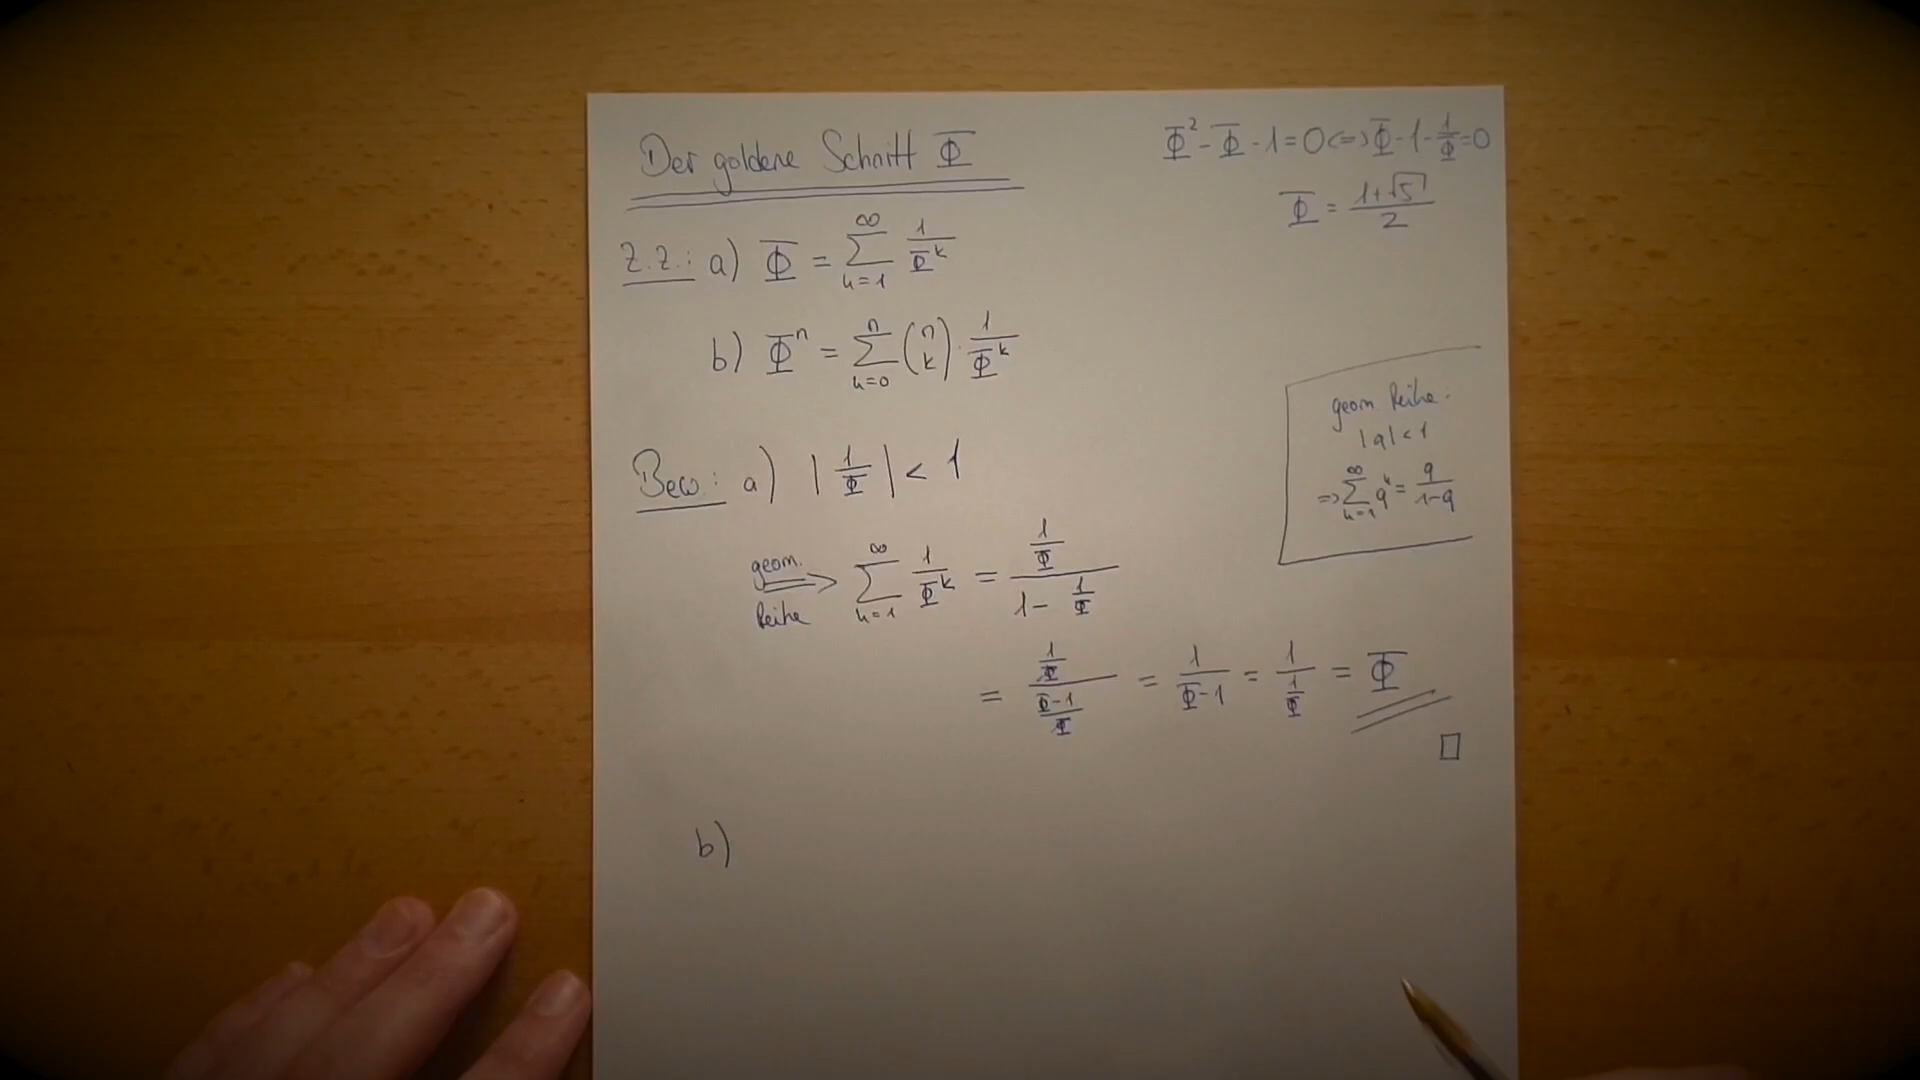 Der goldene Schnitt Φ
Φ² - Φ - 1 = 0 <=> Φ - 1 - 1/Φ = 0
Φ = (1+√5)/2
Z.Z.: a) Φ = ∑_{k=1}^{∞} 1/Φ^k
b) Φ^n = ∑_{k=0}^{n} (n k) · 1/Φ^k
geom Reihe:
|q| < 1
=> ∑_{k=1}^{∞} q^k = q/(1-q)
Bew.: a) |1/Φ| < 1
geom. Reihe => ∑_{k=1}^{∞} 1/Φ^k = (1/Φ)/(1 - 1/Φ)
= (1/Φ)/((Φ-1)/Φ) = 1/(Φ-1) = 1/(1/Φ) = Φ
□
b)